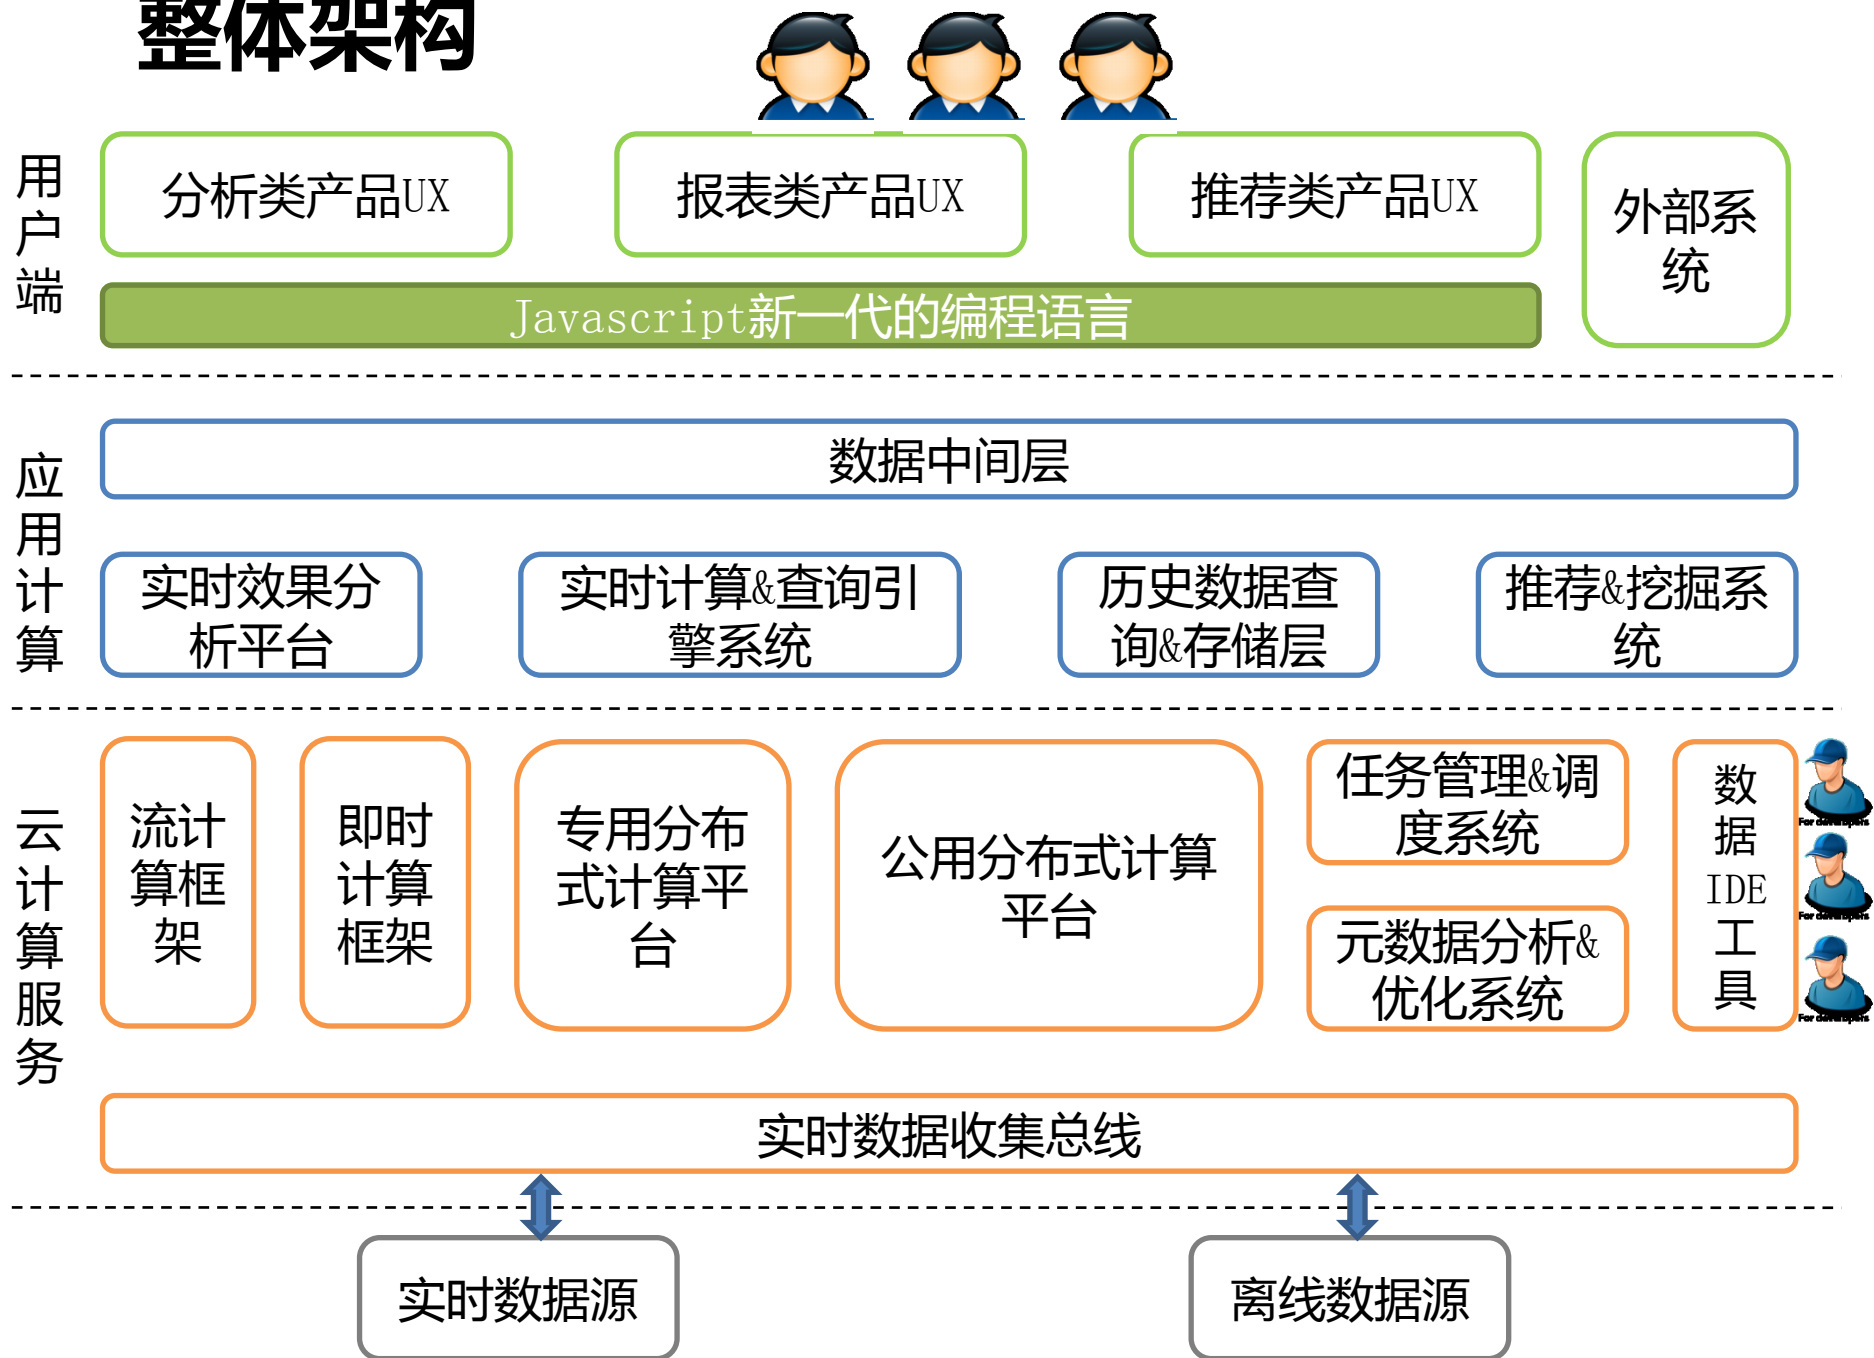 整体架构
用
户
端
分析类产品UX
报表类产品UX
推荐类产品UX
外部系
统
Javascript新一代的编程语言
应
用
计
算
数据中间层
实时效果分
析平台
实时计算&查询引
擎系统
历史数据查
询&存储层
推荐&挖掘系
统
云
计
算
服
务
流计
算框
架
即时
计算
框架
专用分布
式计算平
台
公用分布式计算
平台
任务管理&调
度系统
元数据分析&
优化系统
数
据
IDE
工
具
For developers
For developers
For developers
实时数据收集总线
实时数据源
离线数据源